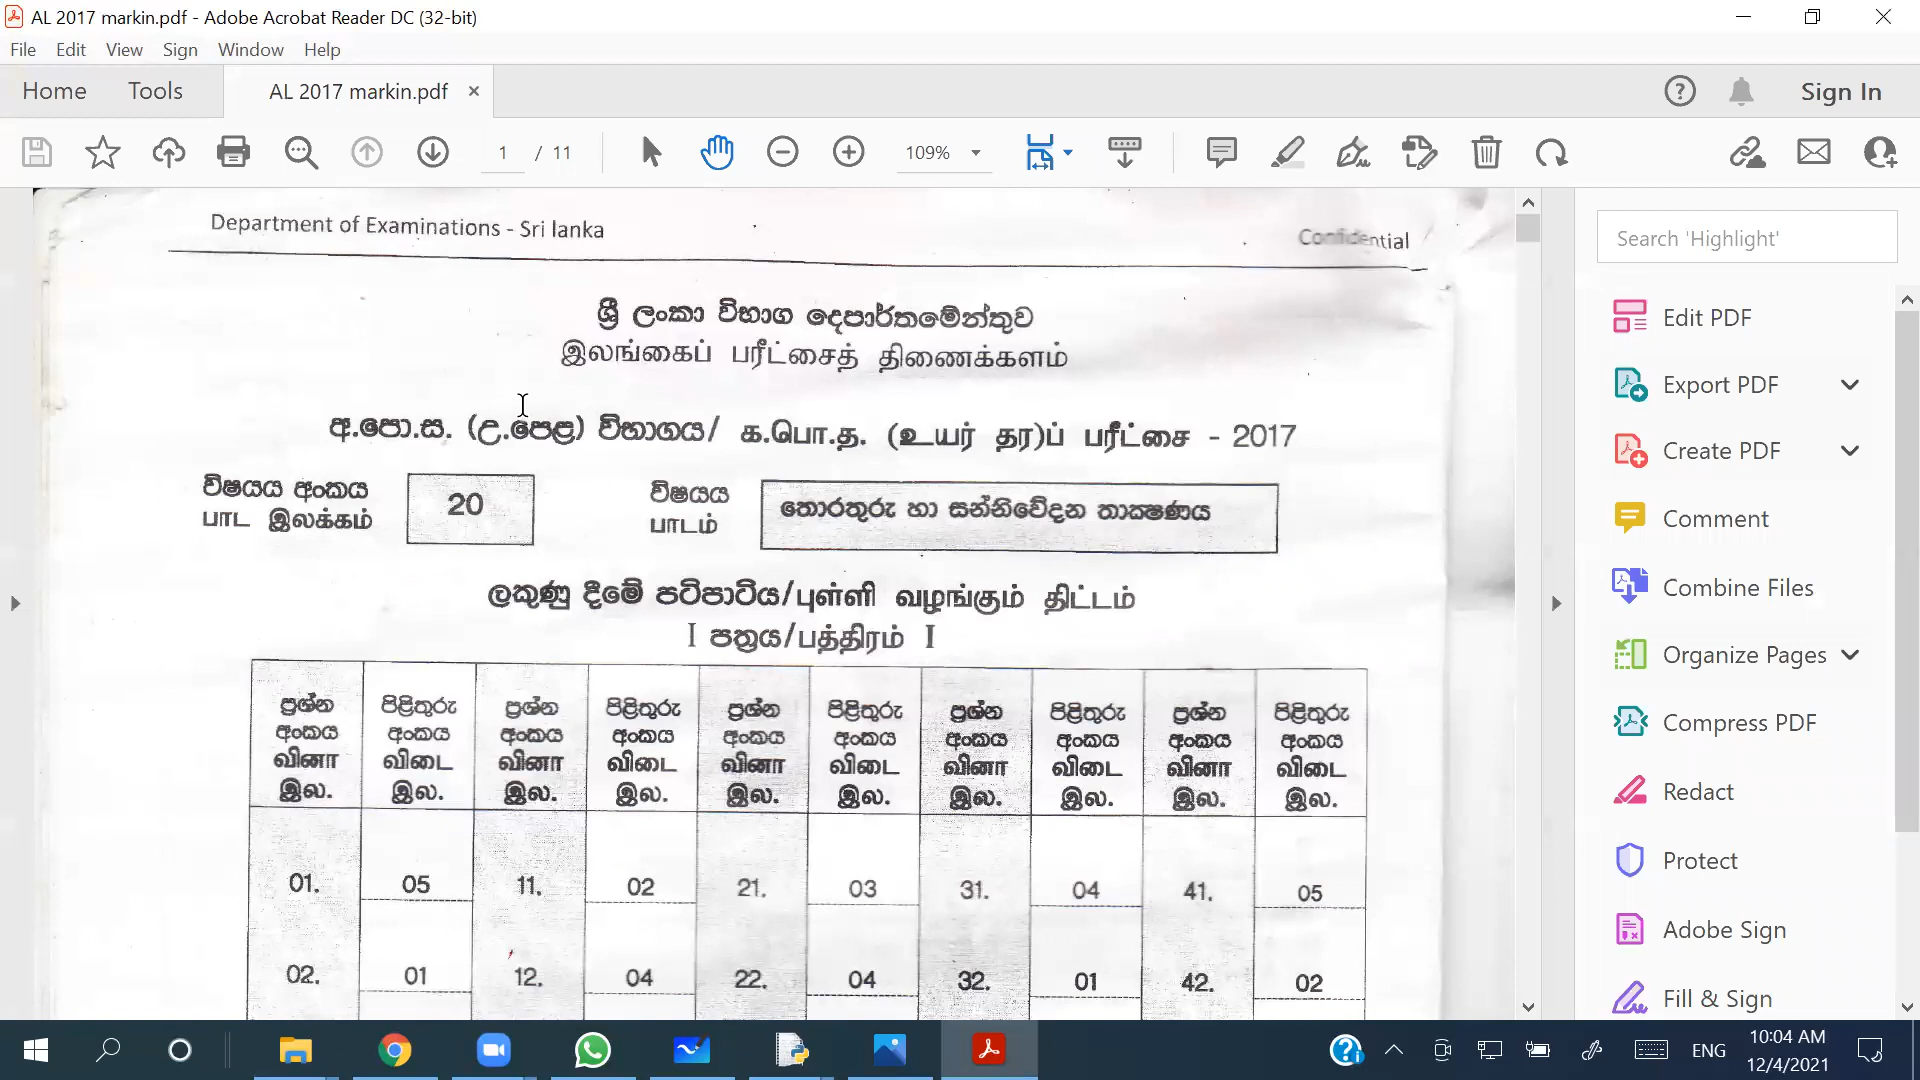 AL 2017 markin.pdf - Adobe Acrobat Reader DC (32-bit)
File Edit View Sign Window Help
Home Tools AL 2017 markin.pdf × Sign In
1 / 11 109%
Department of Examinations - Sri lanka Confidential
ශ්‍රී ලංකා විභාග දෙපාර්තමේන්තුව
இலங்கைப் பரீட்சைத் திணைக்களம்
අ.පො.ස. (උ.පෙළ) විභාගය/ க.பொ.த. (உயர் தர)ப் பரீட்சை - 2017
විෂයය අංකය
பாட இலக்கம்
20
විෂයය
பாடம்
තොරතුරු හා සන්නිවේදන තාක්ෂණය
ලකුණු දීමේ පටිපාටිය/புள்ளி வழங்கும் திட்டம்
I පත්‍රය/பத்திரம் I
ප්‍රශ්න පිළිතුරු ප්‍රශ්න පිළිතුරු ප්‍රශ්න පිළිතුරු ප්‍රශ්න පිළිතුරු ප්‍රශ්න පිළිතුරු
අංකය අංකය අංකය අංකය අංකය අංකය අංකය අංකය අංකය අංකය
வினா விடை வினா விடை வினா விடை வினா விடை வினா விடை
இல. இல. இல. இல. இல. இல. இல. இல. இல. இல.
01. 05 11. 02 21. 03 31. 04 41. 05
02. 01 12. 04 22. 04 32. 01 42. 02
Search 'Highlight'
Edit PDF
Export PDF
Create PDF
Comment
Combine Files
Organize Pages
Compress PDF
Redact
Protect
Adobe Sign
Fill & Sign
ENG
10:04 AM
12/4/2021